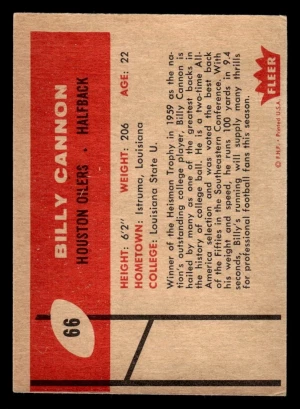 66
BILLY CANNON
HOUSTON OILERS • HALFBACK
HEIGHT: 6'2" WEIGHT: 206 AGE: 22
HOMETOWN: Istrumo, Louisiana
COLLEGE: Louisiana State U.
Winner of the Heisman Trophy in 1959 as the na-
tion's outstanding college player, Billy Cannon is
hailed by many as one of the greatest backs in
the history of college ball. He is a two-time All-
America selection and was voted the best back
of the Fifties in the Southeastern Conference. With
his weight and speed, he runs 100 yards in 9.4
seconds, Billy's running will supply many thrills
for professional football fans this season.
FLEER
© F.H.F.—Printed U.S.A.